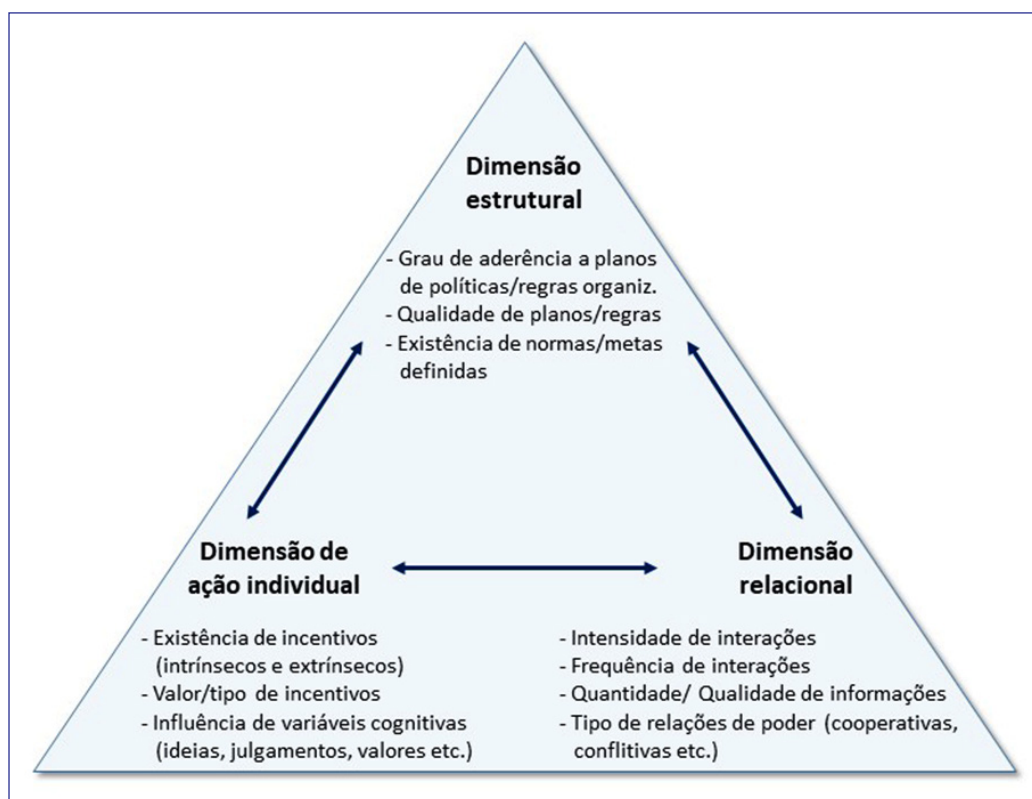 Dimensão
estrutural
- Grau de aderência a planos
de políticas/regras organiz.
- Qualidade de planos/regras
- Existência de normas/metas
definidas
Dimensão de
ação individual
- Existência de incentivos
(intrínsecos e extrínsecos)
- Valor/tipo de incentivos
- Influência de variáveis cognitivas
(ideias, julgamentos, valores etc.)
Dimensão
relacional
- Intensidade de interações
- Frequência de interações
- Quantidade/ Qualidade de informações
- Tipo de relações de poder (cooperativas,
conflitivas etc.)